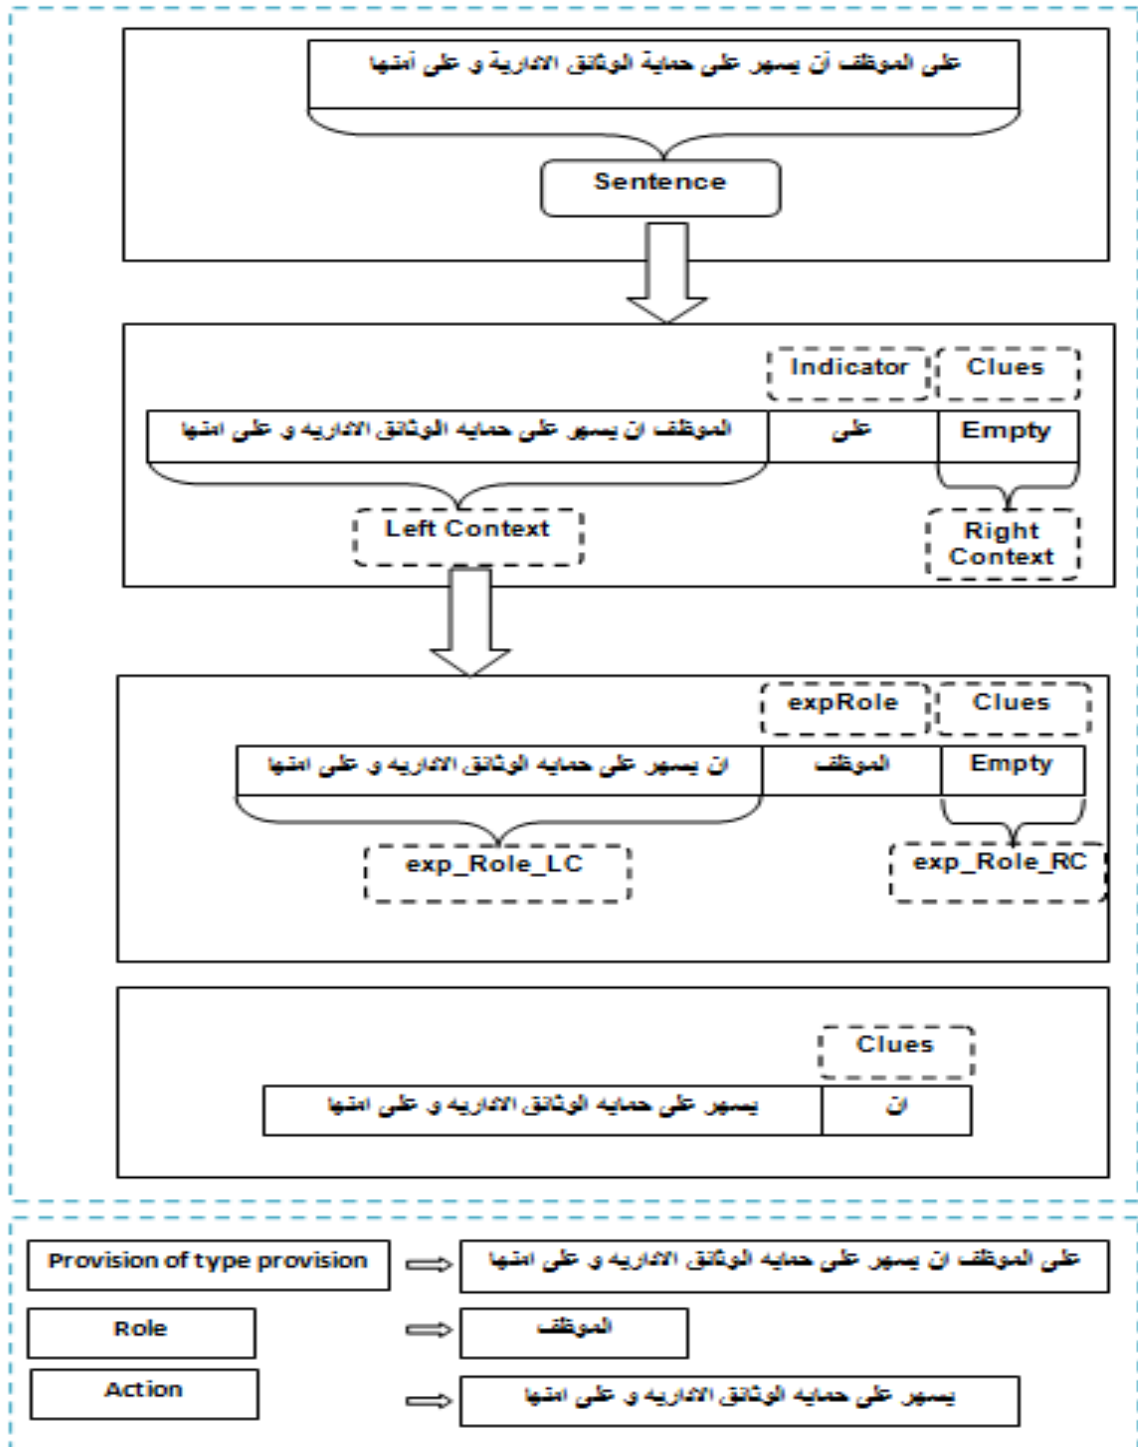 على الموظف أن يسهر على حماية الوثائق الادارية و على أمنها
Sentence
Indicator
Clues
الموظف ان يسهر على حمايه الوثائق الاداريه و على امنها
على
Empty
Left Context
Right
Context
expRole
Clues
ان يسهر على حمايه الوثائق الاداريه و على امنها
الموظف
Empty
exp_Role_LC
exp_Role_RC
Clues
يسهر على حمايه الوثائق الاداريه و على امنها
ان
Provision of type provision
على الموظف ان يسهر على حمايه الوثائق الاداريه و على امنها
Role
الموظف
Action
يسهر على حمايه الوثائق الاداريه و على امنها